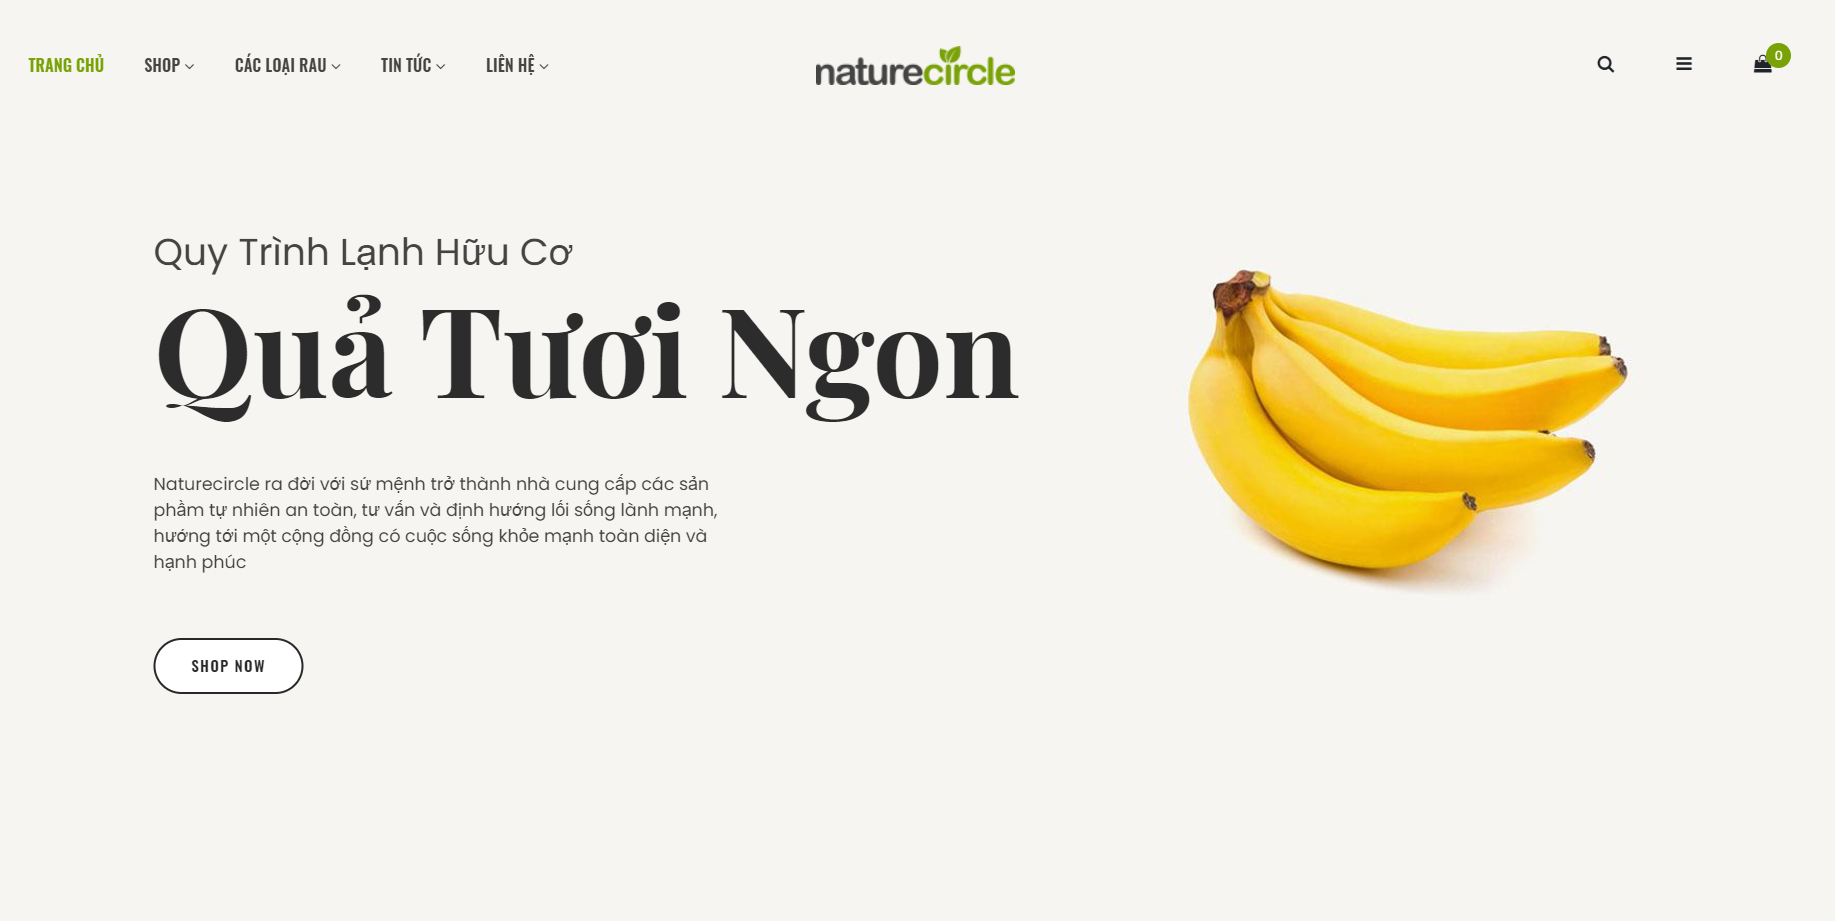 TRANG CHỦ SHOP CÁC LOẠI RAU TIN TỨC LIÊN HỆ
naturecircle
0
Quy Trình Lạnh Hữu Cơ
Quả Tươi Ngon
Naturecircle ra đời với sứ mệnh trở thành nhà cung cấp các sản
phẩm tự nhiên an toàn, tư vấn và định hướng lối sống lành mạnh,
hướng tới một cộng đồng có cuộc sống khỏe mạnh toàn diện và
hạnh phúc
SHOP NOW